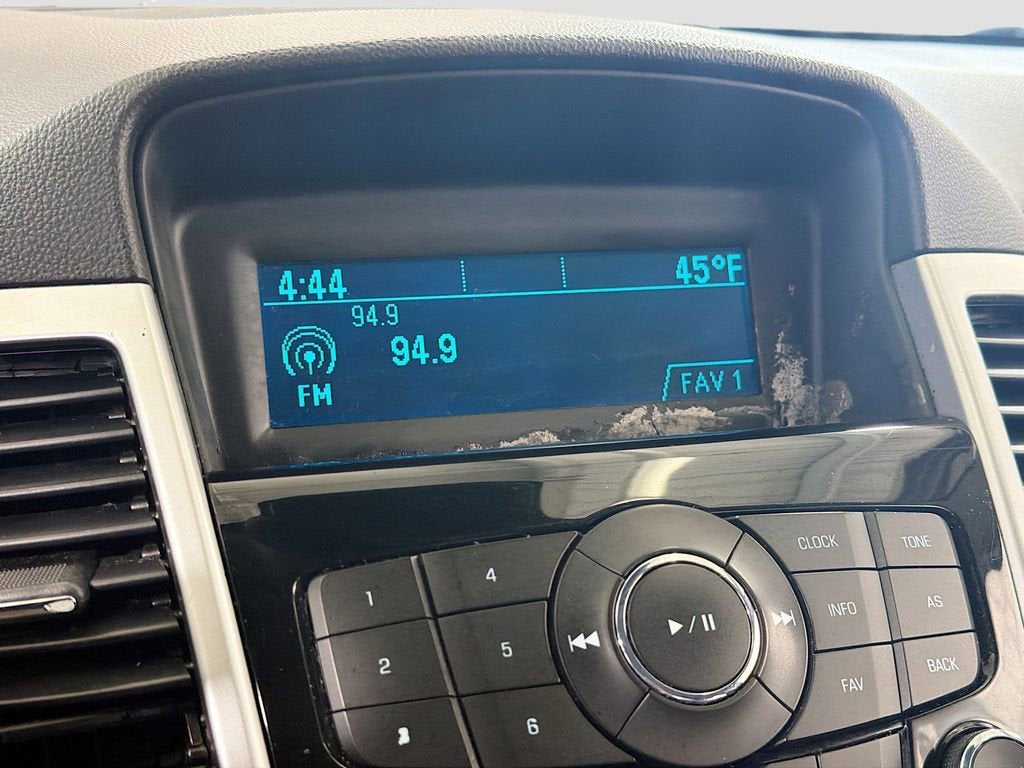 4:44 45°F
94.9
94.9
FM
FAV 1
1 4 CLOCK TONE
2 5 INFO AS
3 6 FAV BACK